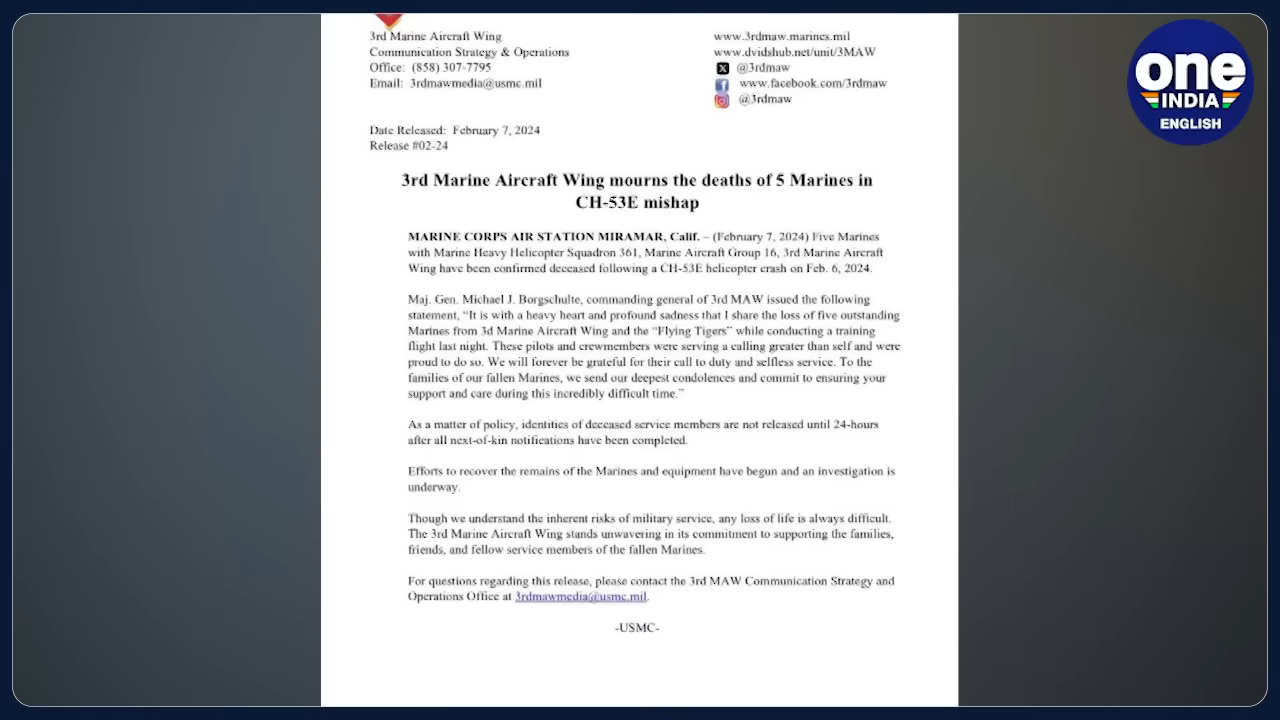 3rd Marine Aircraft Wing
Communication Strategy & Operations
Office: (858) 307-7795
Email: 3rdmawmedia@usmc.mil
www.3rdmaw.marines.mil
www.dvidshub.net/unit/3MAW
@3rdmaw
www.facebook.com/3rdmaw
@3rdmaw
one
INDIA
ENGLISH
Date Released: February 7, 2024
Release #02-24
3rd Marine Aircraft Wing mourns the deaths of 5 Marines in
CH-53E mishap
MARINE CORPS AIR STATION MIRAMAR, Calif. – (February 7, 2024) Five Marines
with Marine Heavy Helicopter Squadron 361, Marine Aircraft Group 16, 3rd Marine Aircraft
Wing have been confirmed deceased following a CH-53E helicopter crash on Feb. 6, 2024.
Maj. Gen. Michael J. Borgschulte, commanding general of 3rd MAW issued the following
statement, “It is with a heavy heart and profound sadness that I share the loss of five outstanding
Marines from 3d Marine Aircraft Wing and the “Flying Tigers” while conducting a training
flight last night. These pilots and crewmembers were serving a calling greater than self and were
proud to do so. We will forever be grateful for their call to duty and selfless service. To the
families of our fallen Marines, we send our deepest condolences and commit to ensuring your
support and care during this incredibly difficult time.”
As a matter of policy, identities of deceased service members are not released until 24-hours
after all next-of-kin notifications have been completed.
Efforts to recover the remains of the Marines and equipment have begun and an investigation is
underway.
Though we understand the inherent risks of military service, any loss of life is always difficult.
The 3rd Marine Aircraft Wing stands unwavering in its commitment to supporting the families,
friends, and fellow service members of the fallen Marines.
For questions regarding this release, please contact the 3rd MAW Communication Strategy and
Operations Office at 3rdmawmedia@usmc.mil.
-USMC-